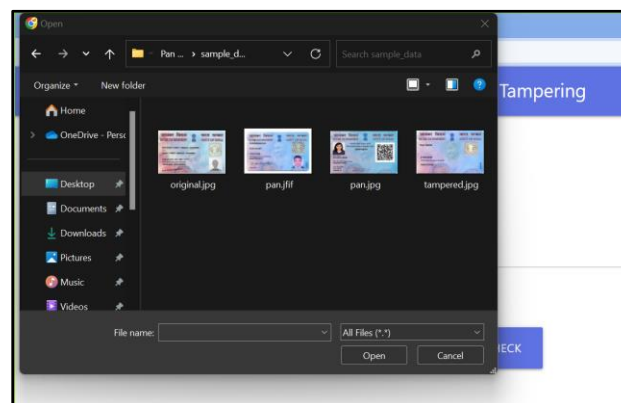 Open
Pan ... › sample_d...
Search sample_data
Organize
New folder
Tampering
Home
OneDrive - Perso
Desktop
Documents
Downloads
Pictures
Music
Videos
original.jpg
pan.jfif
pan.jpg
tampered.jpg
File name:
All Files (*.*)
Open
Cancel
HECK